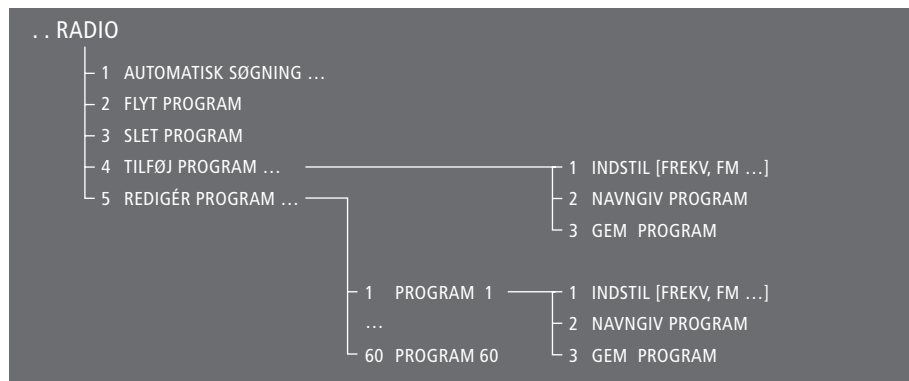 . . RADIO
1 AUTOMATISK SØGNING …
2 FLYT PROGRAM
3 SLET PROGRAM
4 TILFØJ PROGRAM … 1 INDSTIL [FREKV, FM …]
5 REDIGÉR PROGRAM … 2 NAVNGIV PROGRAM
3 GEM PROGRAM
1 PROGRAM 1 1 INDSTIL [FREKV, FM …]
… 2 NAVNGIV PROGRAM
60 PROGRAM 60 3 GEM PROGRAM